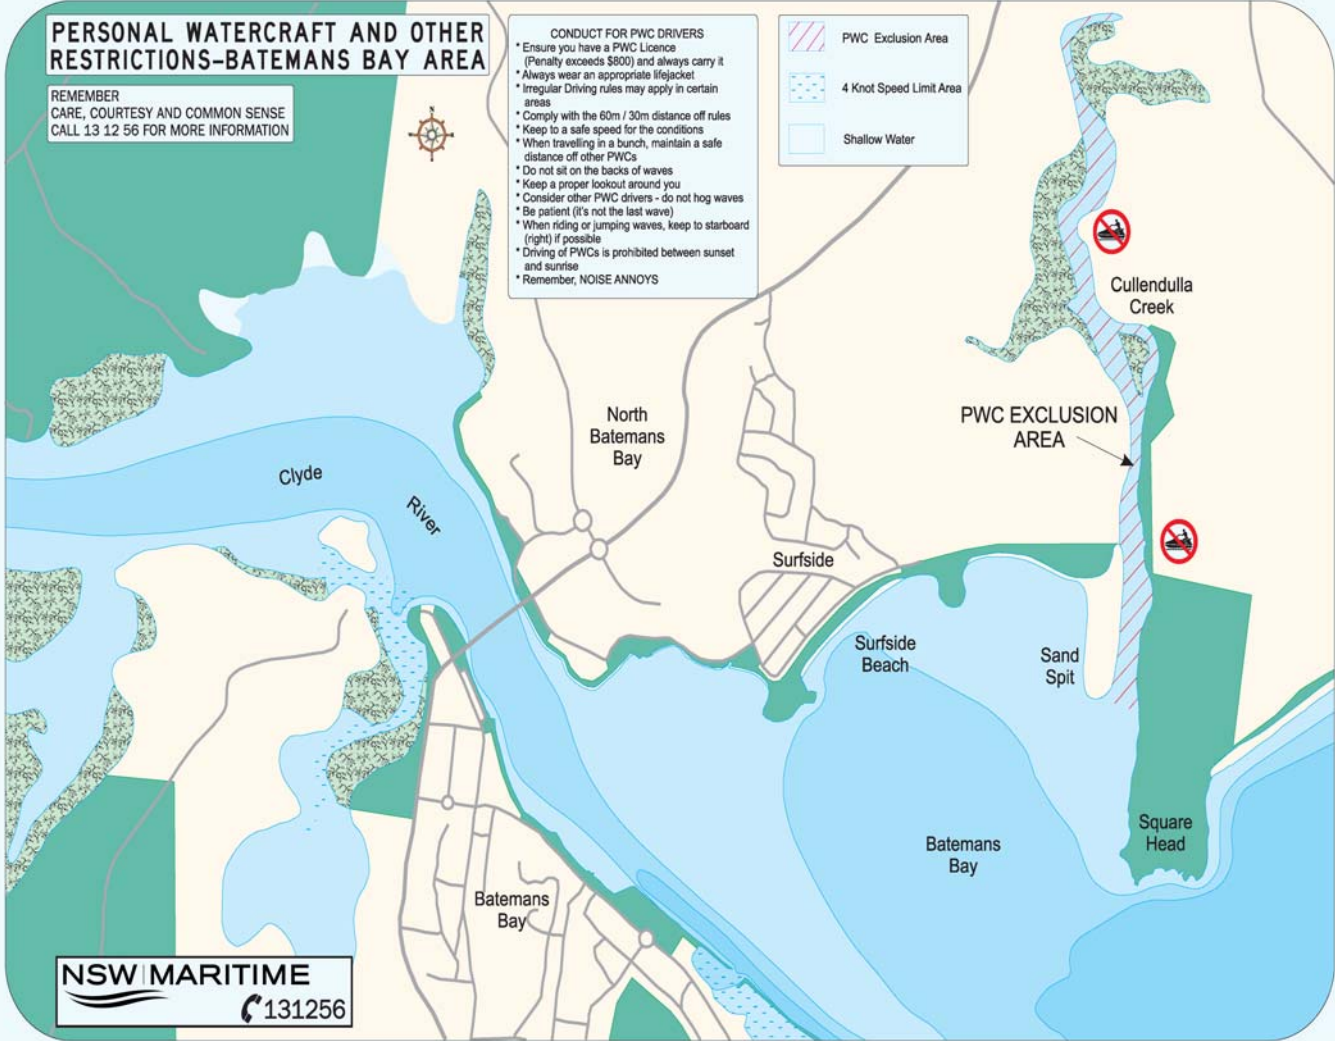 PERSONAL WATERCRAFT AND OTHER
RESTRICTIONS–BATEMANS BAY AREA
REMEMBER
CARE, COURTESY AND COMMON SENSE
CALL 13 12 56 FOR MORE INFORMATION
N
CONDUCT FOR PWC DRIVERS
* Ensure you have a PWC Licence
(Penalty exceeds $800) and always carry it
* Always wear an appropriate lifejacket
* Irregular Driving rules may apply in certain
areas
* Comply with the 60m / 30m distance off rules
* Keep to a safe speed for the conditions
* When travelling in a bunch, maintain a safe
distance off other PWCs
* Do not sit on the backs of waves
* Keep a proper lookout around you
* Consider other PWC drivers - do not hog waves
* Be patient (it's not the last wave)
* When riding or jumping waves, keep to starboard
(right) if possible
* Driving of PWCs is prohibited between sunset
and sunrise
* Remember, NOISE ANNOYS
PWC Exclusion Area
4 Knot Speed Limit Area
Shallow Water
Cullendulla
Creek
PWC EXCLUSION
AREA
North
Batemans
Bay
Clyde
River
Surfside
Surfside
Beach
Sand
Spit
Square
Head
Batemans
Bay
Batemans
Bay
NSW MARITIME
131256